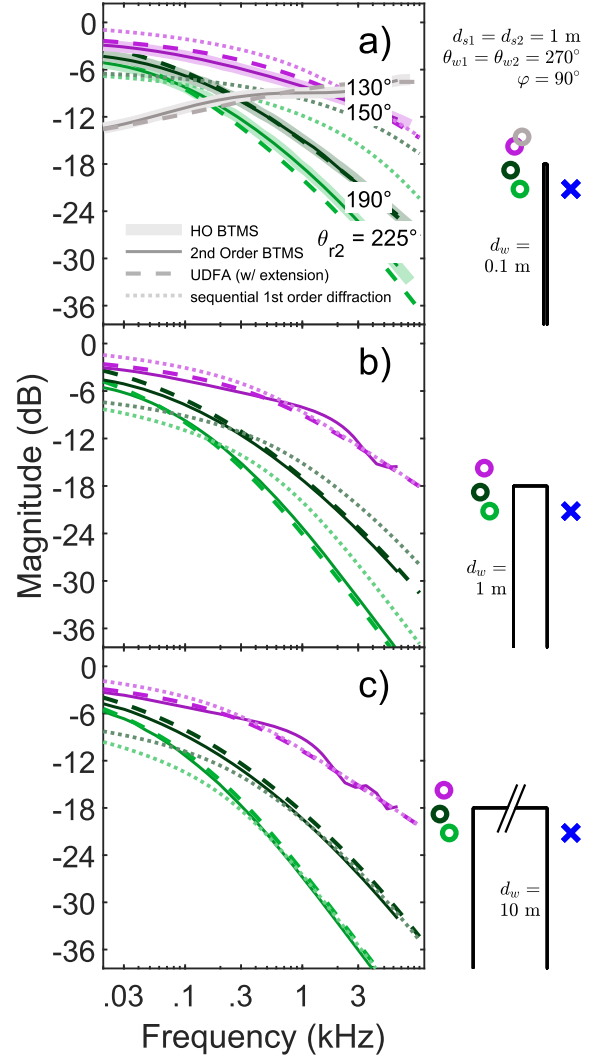 0
-6
-12
-18
-24
-30
-36
a)
130°
150°
190°
θr2 = 225°
HO BTMS
2nd Order BTMS
UDFA (w/ extension)
sequential 1st order diffraction
ds1 = ds2 = 1 m
θw1 = θw2 = 270°
φ = 90°
dw =
0.1 m
0
-6
-12
-18
-24
-30
-36
b)
dw =
1 m
Magnitude (dB)
0
-6
-12
-18
-24
-30
-36
c)
dw =
10 m
.03 .1 .3 1 3
Frequency (kHz)